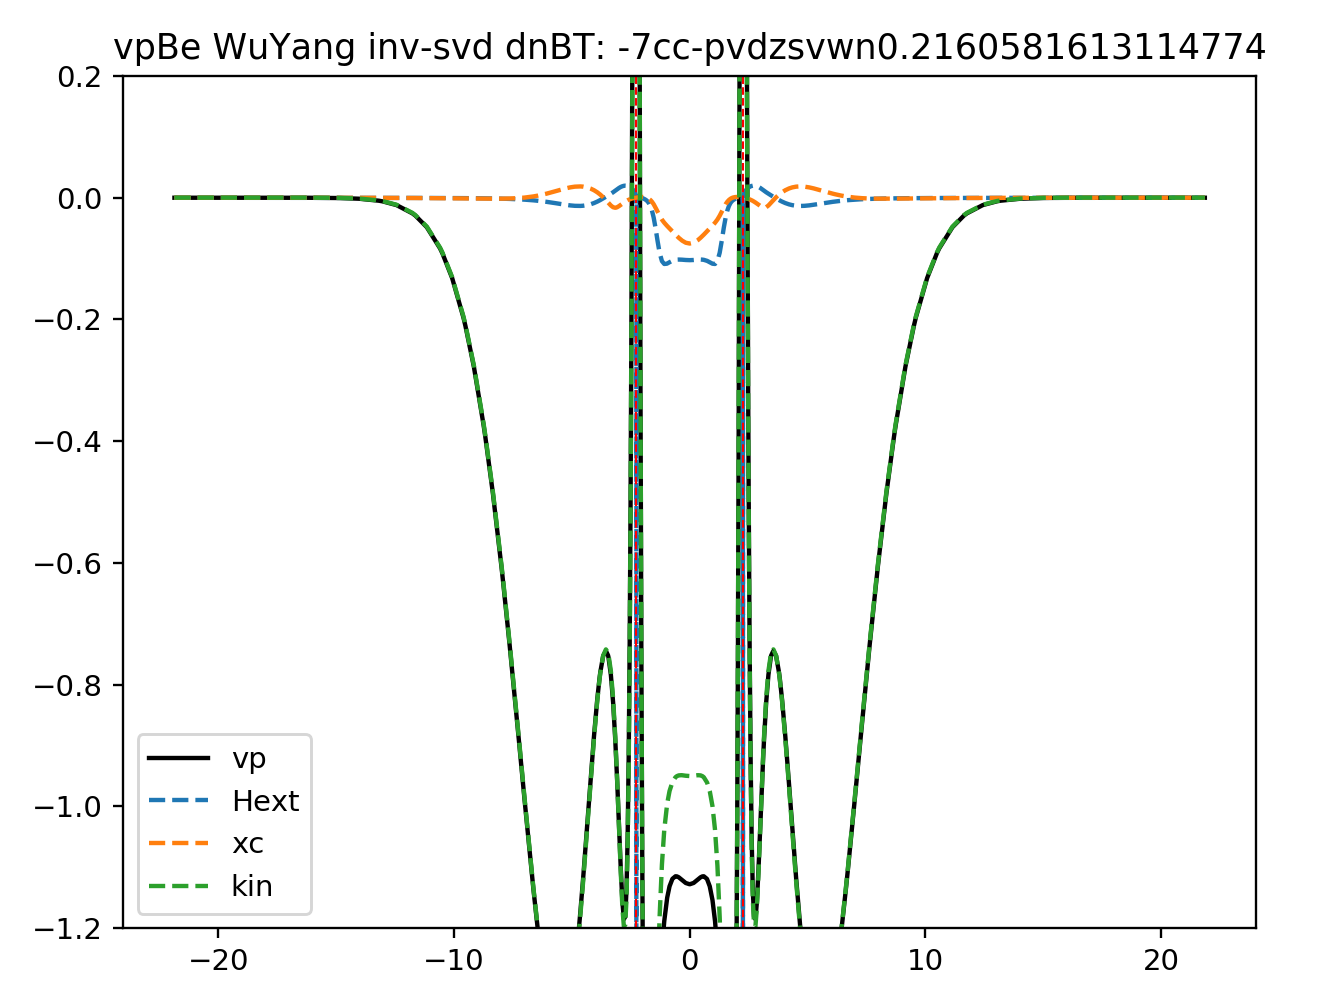 vpBe WuYang inv-svd dnBT: -7cc-pvdzsvwn0.2160581613114774
0.2
0.0
−0.2
−0.4
−0.6
−0.8
−1.0
−1.2
vp
Hext
xc
kin
−20
−10
0
10
20